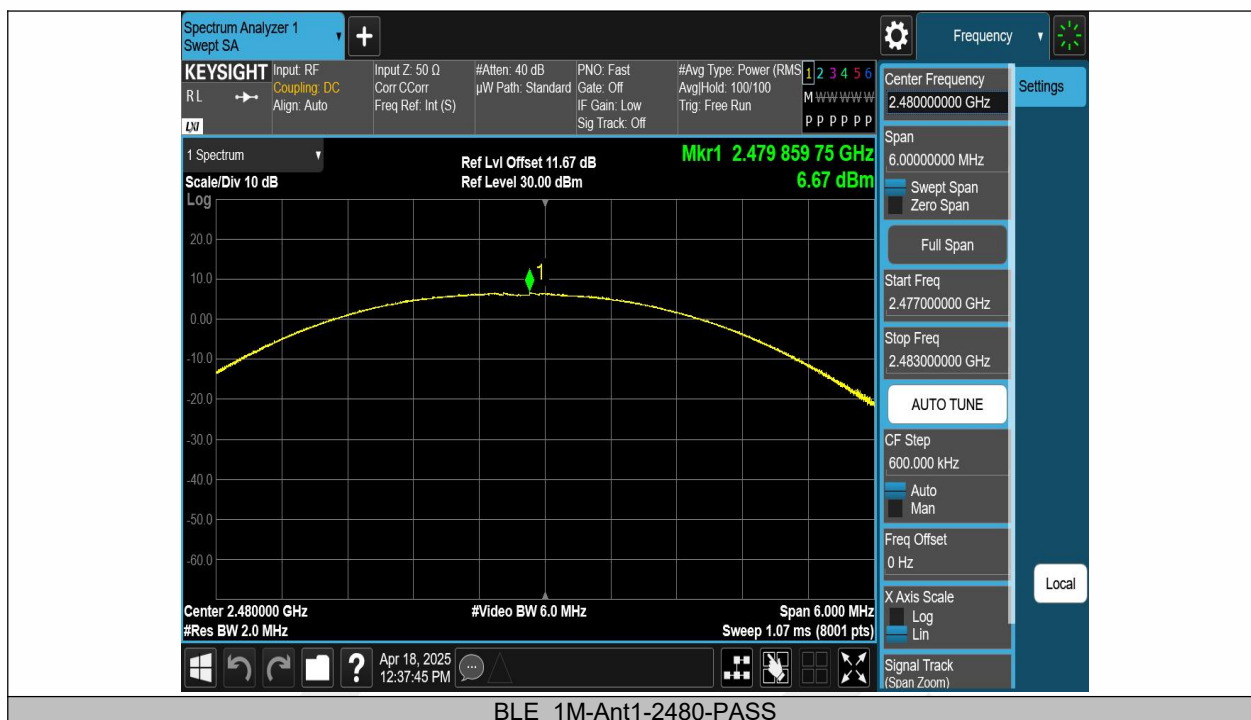 Spectrum Analyzer 1
Swept SA
+
Frequency
KEYSIGHT
RL
LXI
Input: RF
Coupling: DC
Align: Auto
Input Z: 50 Ω
Corr CCorr
Freq Ref: Int (S)
#Atten: 40 dB
µW Path: Standard
PNO: Fast
Gate: Off
IF Gain: Low
Sig Track: Off
#Avg Type: Power (RMS
Avg|Hold: 100/100
Trig: Free Run
1 2 3 4 5 6
M W W W W W
P P P P P P
1 Spectrum
Scale/Div 10 dB
Log
Ref Lvl Offset 11.67 dB
Ref Level 30.00 dBm
Mkr1 2.479 859 75 GHz
6.67 dBm
20.0
10.0
0.00
-10.0
-20.0
-30.0
-40.0
-50.0
-60.0
1
Center 2.480000 GHz
#Res BW 2.0 MHz
#Video BW 6.0 MHz
Span 6.000 MHz
Sweep 1.07 ms (8001 pts)
?
Apr 18, 2025
12:37:45 PM
Center Frequency
2.480000000 GHz
Span
6.00000000 MHz
Swept Span
Zero Span
Full Span
Start Freq
2.477000000 GHz
Stop Freq
2.483000000 GHz
AUTO TUNE
CF Step
600.000 kHz
Auto
Man
Freq Offset
0 Hz
X Axis Scale
Log
Lin
Signal Track
(Span Zoom)
Settings
Local
BLE_1M-Ant1-2480-PASS